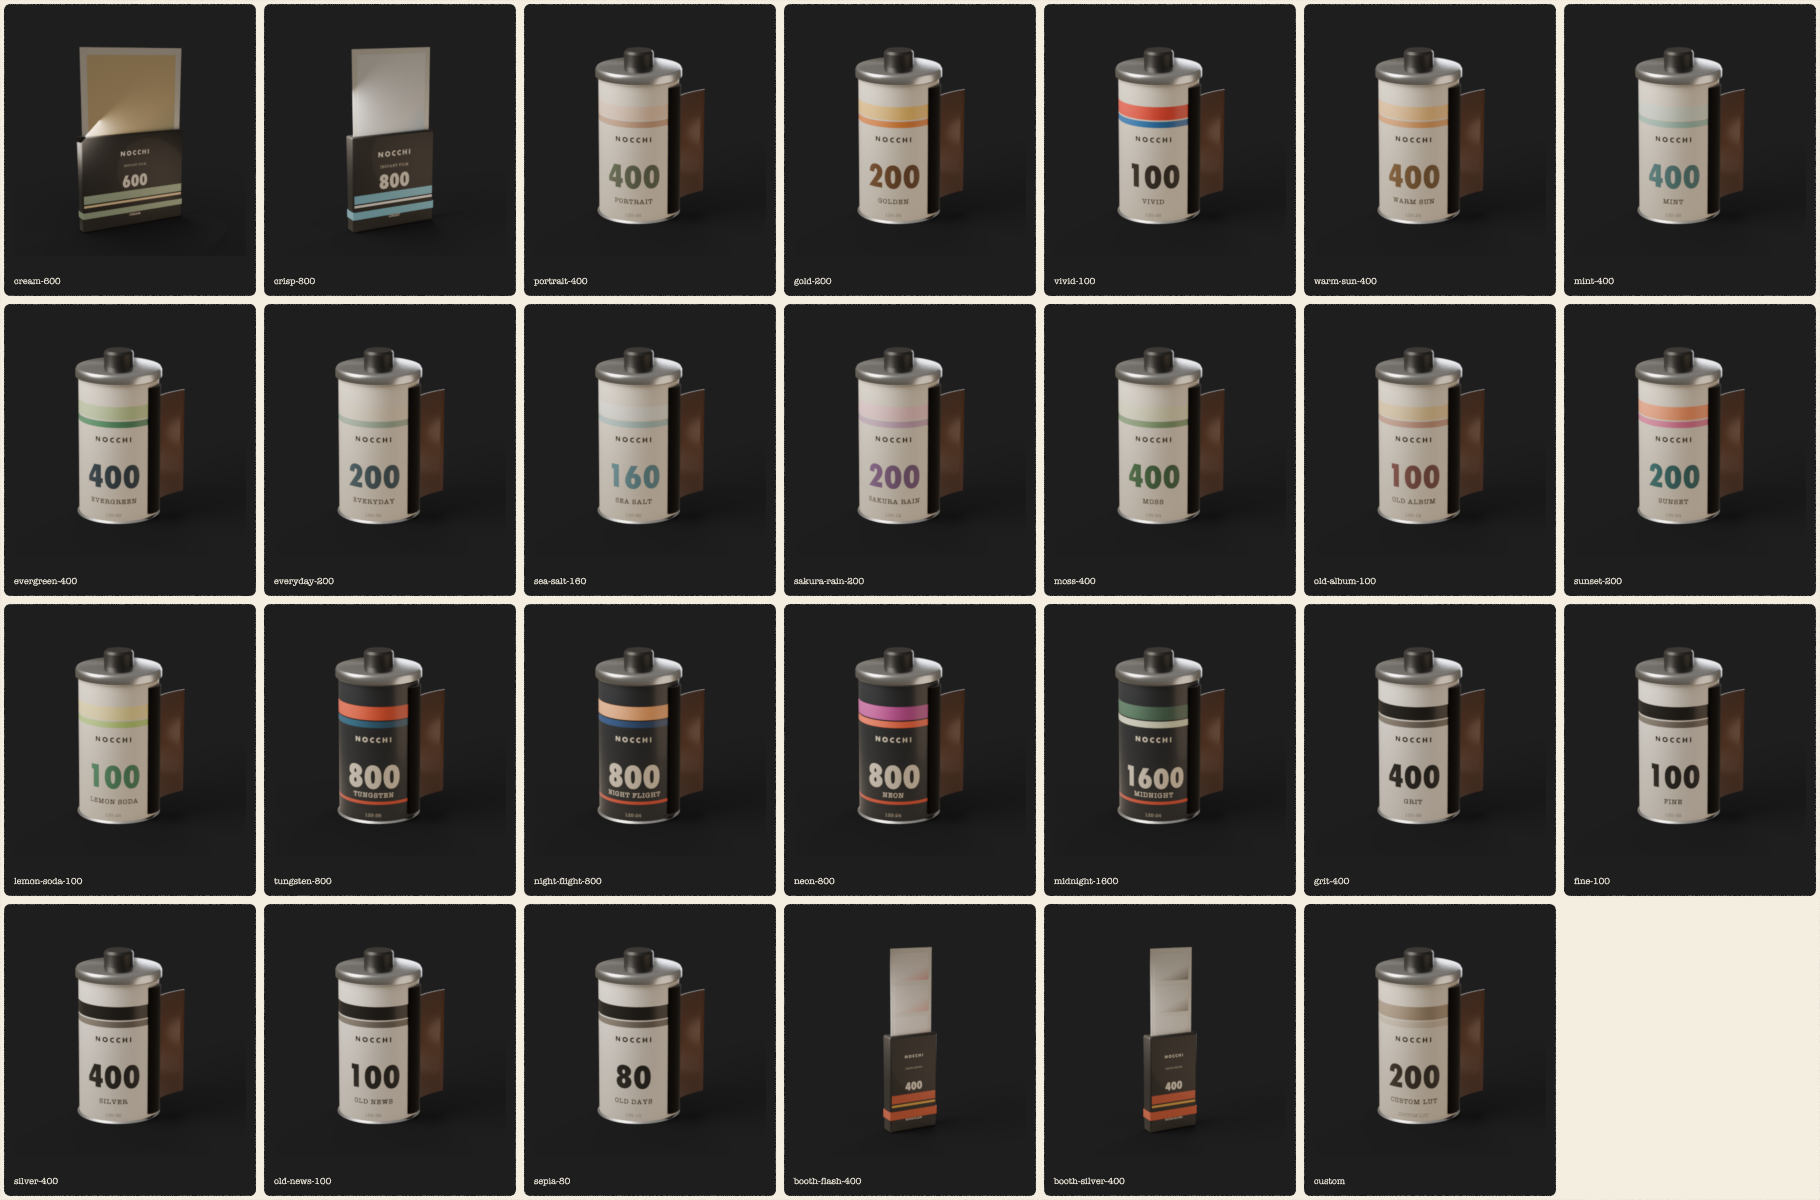 NOCCHI
INSTANT FILM
600
cream-600
NOCCHI
INSTANT FILM
800
crisp-800
NOCCHI
400
PORTRAIT
portrait-400
NOCCHI
200
GOLDEN
gold-200
NOCCHI
100
VIVID
vivid-100
NOCCHI
400
WARM SUN
warm-sun-400
NOCCHI
400
MINT
mint-400
NOCCHI
400
EVERGREEN
evergreen-400
NOCCHI
200
EVERYDAY
everyday-200
NOCCHI
160
SEA SALT
sea-salt-160
NOCCHI
200
SAKURA RAIN
sakura-rain-200
NOCCHI
400
MOSS
moss-400
NOCCHI
100
OLD ALBUM
old-album-100
NOCCHI
200
SUNSET
sunset-200
NOCCHI
100
LEMON SODA
lemon-soda-100
NOCCHI
800
TUNGSTEN
tungsten-800
NOCCHI
800
NIGHT FLIGHT
night-flight-800
NOCCHI
800
NEON
neon-800
NOCCHI
1600
MIDNIGHT
midnight-1600
NOCCHI
400
GRIT
grit-400
NOCCHI
100
FINE
fine-100
NOCCHI
400
SILVER
silver-400
NOCCHI
100
OLD NEWS
old-news-100
NOCCHI
80
OLD DAYS
sepia-80
NOCCHI
400
booth-flash-400
NOCCHI
400
booth-silver-400
NOCCHI
200
CUSTOM LUT
CUSTOM LUT
custom